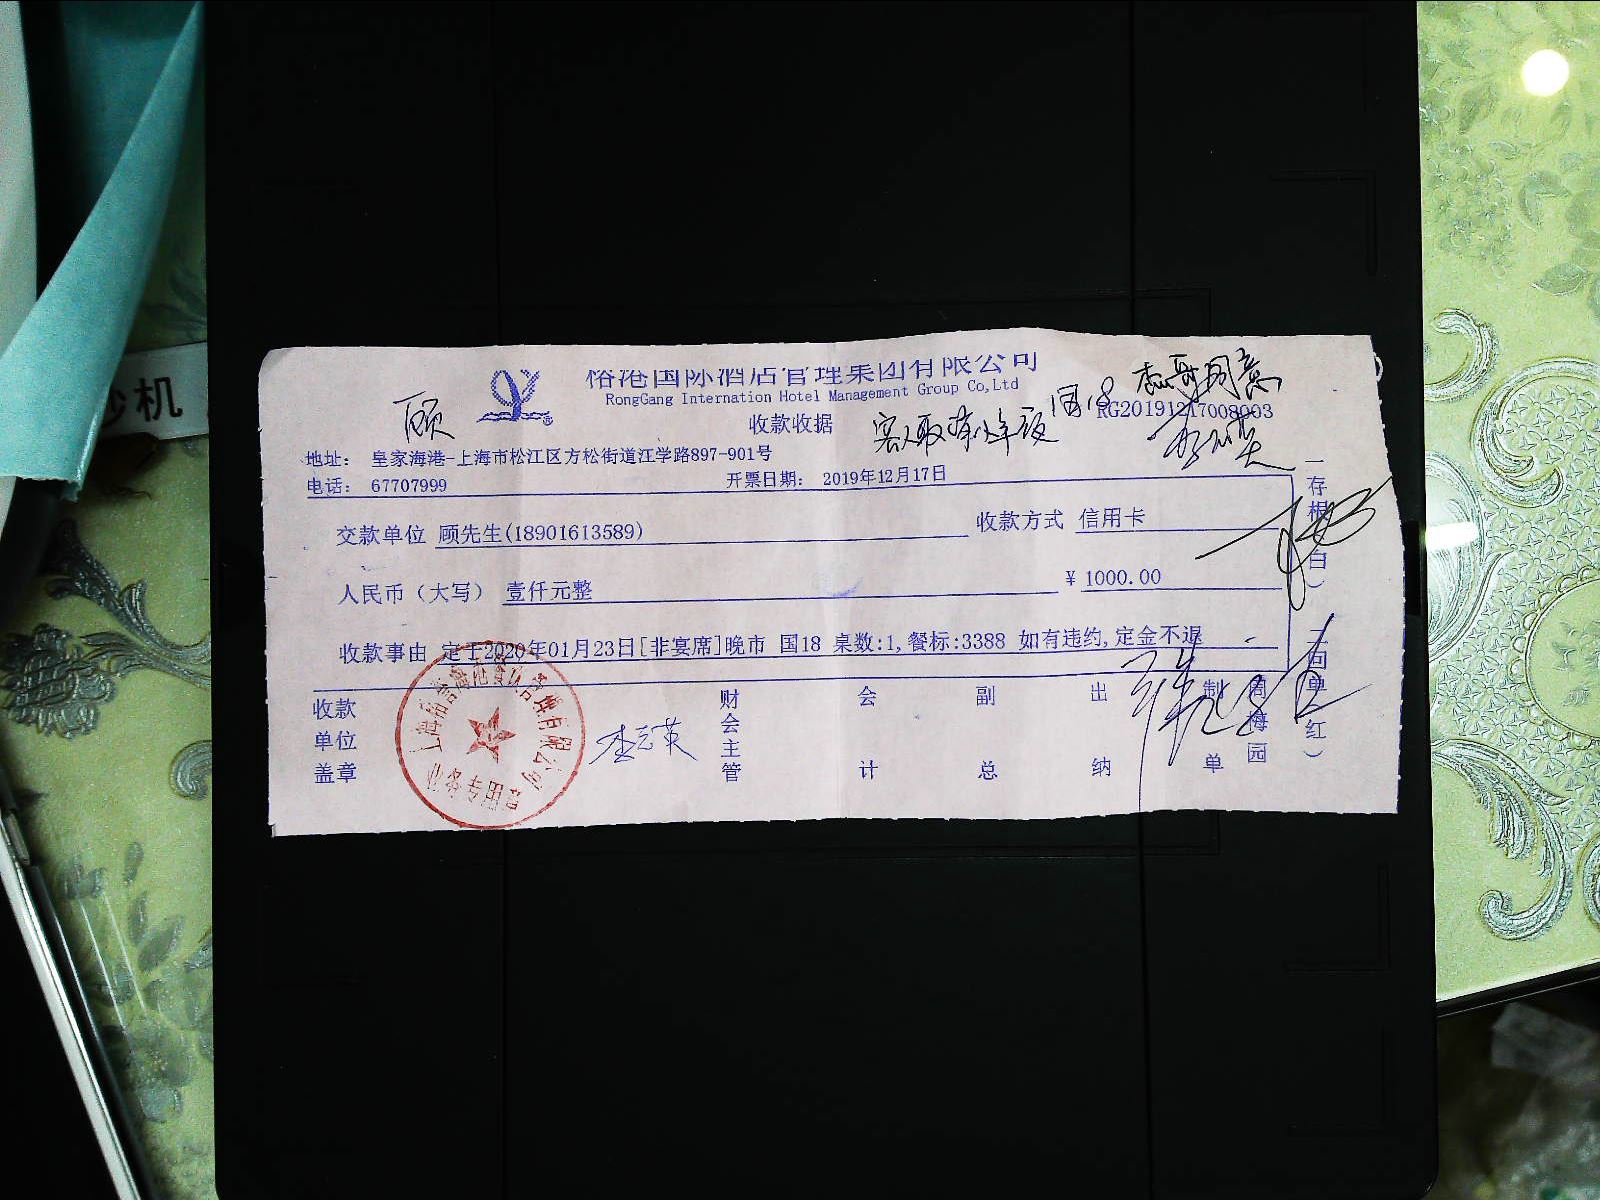 裕港国际酒店管理集团有限公司
RongGang International Hotel Management Group Co,Ltd
收款收据
RG20191217008003
顾
国18
同意
地址： 皇家海港-上海市松江区方松街道江学路897-901号
电话： 67707999
开票日期： 2019年12月17日
交款单位 顾先生(18901613589)
收款方式 信用卡
人民币（大写） 壹仟元整
¥ 1000.00
收款事由 定于2020年01月23日[非宴席]晚市 国18 桌数:1,餐标:3388 如有违约,定金不退
收款单位盖章
财会主管
会计
副总
出纳
制单
周梅园
一存根（白） 二回单（红）
机